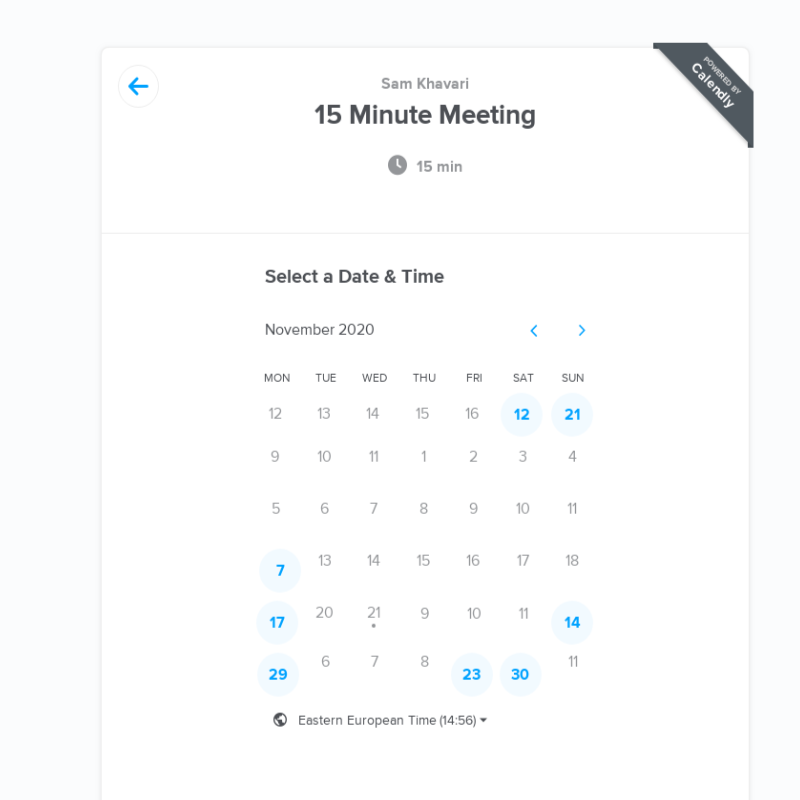 POWERED BY
Calendly
Sam Khavari
15 Minute Meeting
15 min
Select a Date & Time
November 2020
MON TUE WED THU FRI SAT SUN
12 13 14 15 16 12 21
9 10 11 1 2 3 4
5 6 7 8 9 10 11
7 13 14 15 16 17 18
17 20 21 9 10 11 14
29 6 7 8 23 30 11
Eastern European Time (14:56)